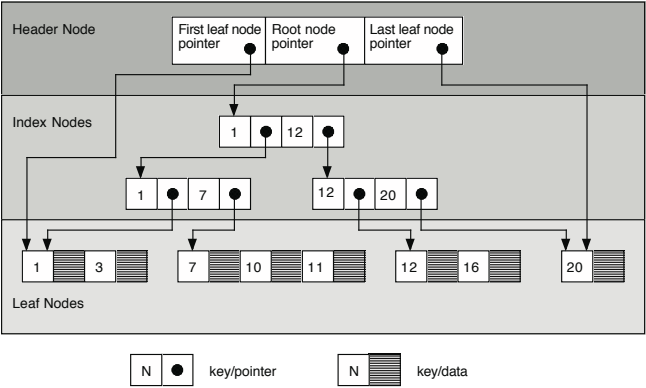 Header Node
First leaf node
pointer
Root node
pointer
Last leaf node
pointer
Index Nodes
1 12
1 7
12 20
1 3
7 10 11
12 16
20
Leaf Nodes
N key/pointer
N key/data